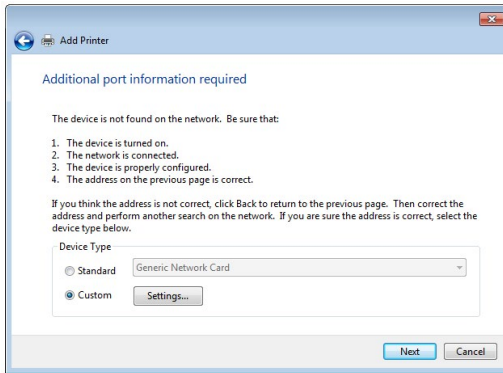 Add Printer
Additional port information required
The device is not found on the network.  Be sure that:
1.  The device is turned on.
2.  The network is connected.
3.  The device is properly configured.
4.  The address on the previous page is correct.
If you think the address is not correct, click Back to return to the previous page.  Then correct the
address and perform another search on the network.  If you are sure the address is correct, select the
device type below.
Device Type
Standard
Generic Network Card
Custom
Settings...
Next
Cancel